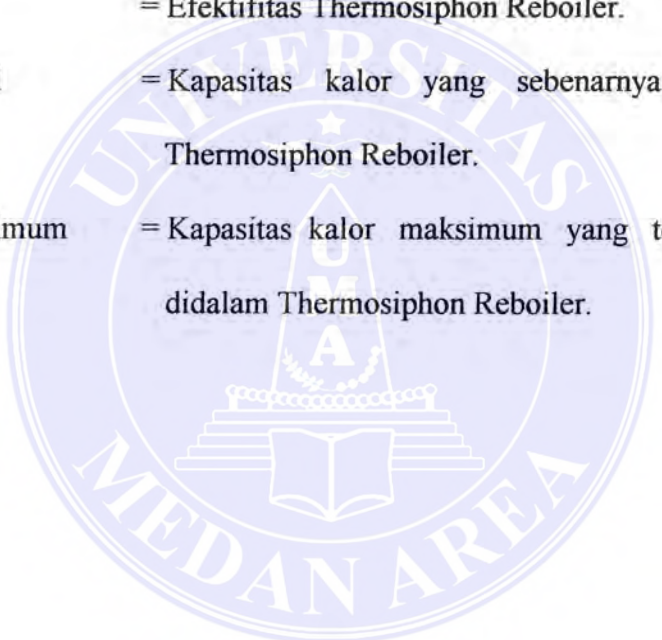 = Efektifitas Thermosiphon Reboiler.
= Kapasitas kalor yang sebenarnya
Thermosiphon Reboiler.
= Kapasitas kalor maksimum yang
didalam Thermosiphon Reboiler.
UNIVERSITAS
UMA
MEDAN AREA